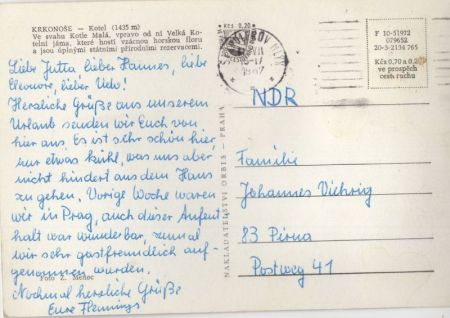 KRKONOŠE — Kotel (1435 m)
Ve svahu Kotle Malá, vpravo od ní Velká Ko-
telní jáma, které hostí vzácnou horskou floru
a jsou úplnými státními přírodními rezervacemi.
Liebe Jutta, lieber Hannes, liebe
Eleonore, lieber Udo!
Herzliche Grüße aus unserem
Urlaub senden wir Euch von
hier aus. Es ist sehr schön hier,
nur etwas kühl, was uns aber
nicht hindert aus dem Haus
zu gehen. Vorige Woche waren
wir in Prag, auch dieser Aufent
halt war wunderbar, zumal
wir sehr gastfreundlich auf-
genommen wurden.
Nochmal herzliche Grüße
Eure Flemings
Foto Z. Menec
NAKLADATELSTVÍ ORBIS — PRAHA
Kčs 0,20
F 10-51972
079652
20-3-2134 765
Kčs 0,70 a 0,20
ve prospěch
cest. ruchu
NDR
Familie
Johannes Viehrig
83 Pirna
Postweg 41